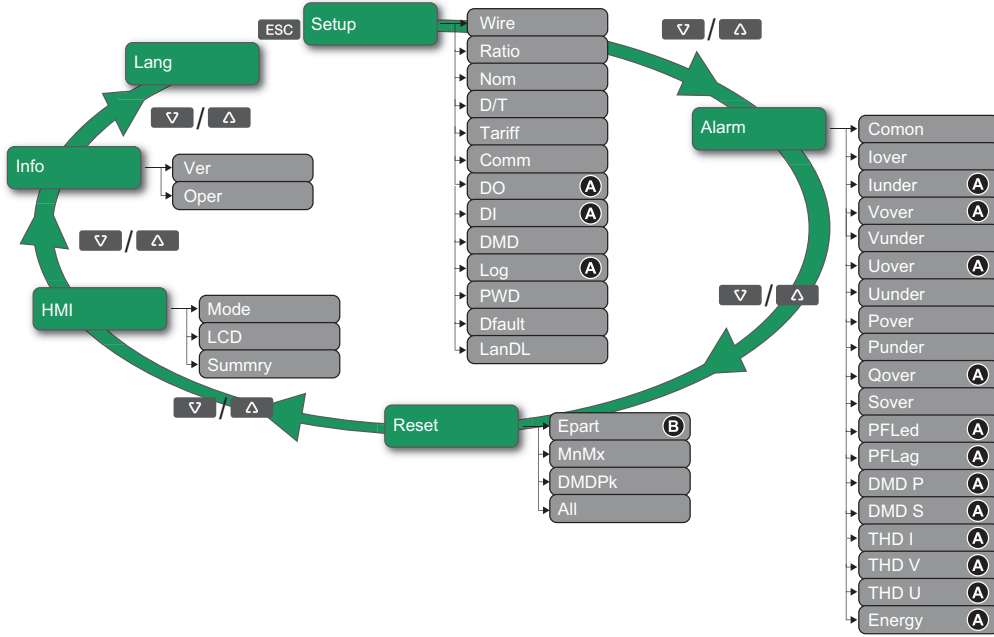 ESC
Setup
Wire
Ratio
Nom
D/T
Tariff
Comm
DO A
DI A
DMD
Log A
PWD
Dfault
LanDL
/
Alarm
Comon
Iover
Iunder A
Vover A
Vunder
Uover A
Uunder
Pover
Punder
Qover A
Sover
PFLed A
PFLag A
DMD P A
DMD S A
THD I A
THD V A
THD U A
Energy A
/
Reset
Epart B
MnMx
DMDPk
All
/
HMI
Mode
LCD
Summry
/
Info
Ver
Oper
/
Lang